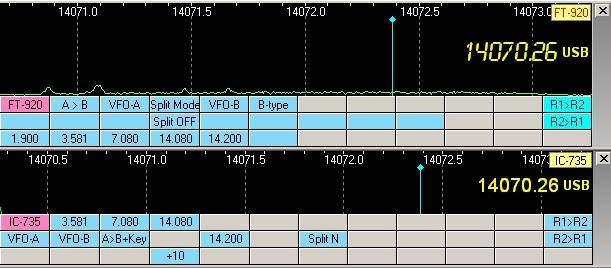 14071.0 14071.5 14072.0 14072.5 14073.0 FT-920
14070.26 USB
FT-920 A > B VFO-A Split Mode VFO-B B-type R1>R2
Split OFF R2>R1
1.900 3.581 7.080 14.080 14.200
14070.5 14071.0 14071.5 14072.0 14072.5 1407 IC-735
14070.26 USB
IC-735 3.581 7.080 14.080 R1>R2
VFO-A VFO-B A>B+Key 14.200 Split N R2>R1
+10